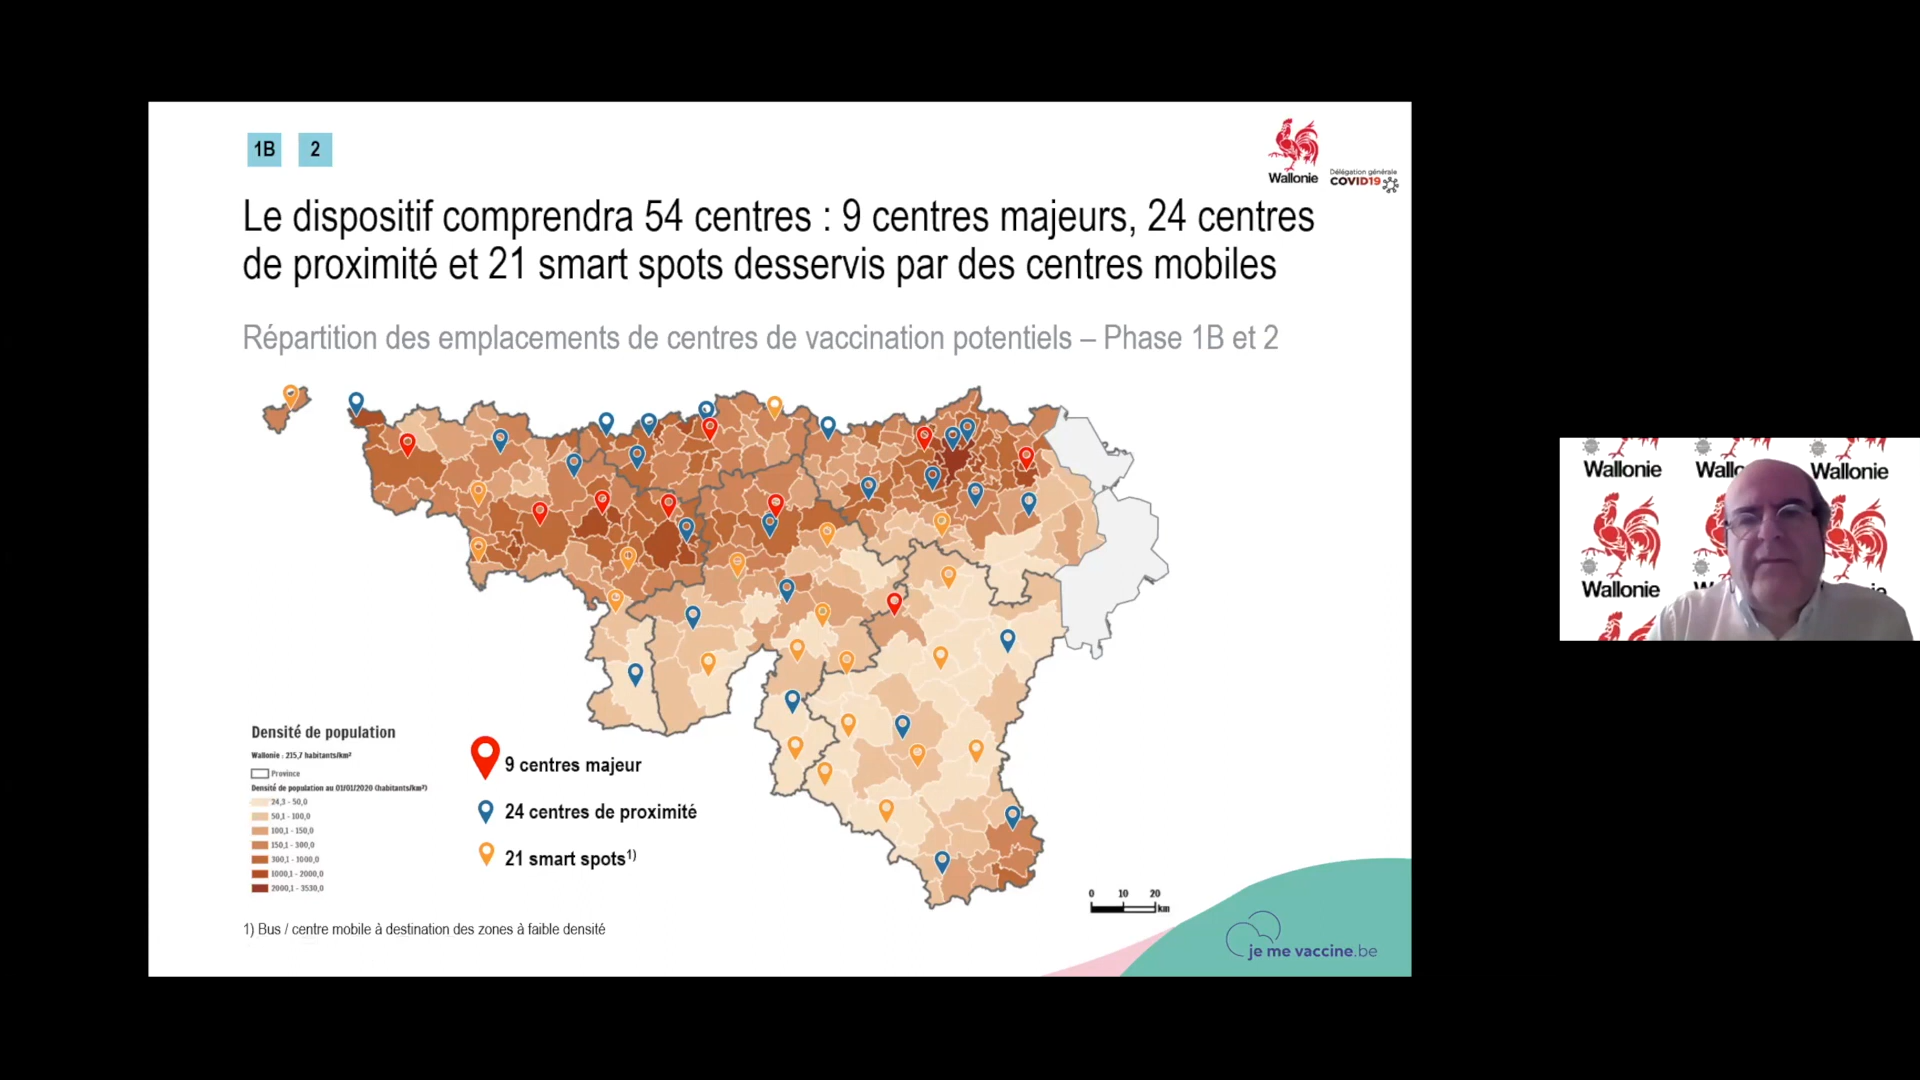 1B 2
Wallonie
Délégation générale
COVID19
Le dispositif comprendra 54 centres : 9 centres majeurs, 24 centres
de proximité et 21 smart spots desservis par des centres mobiles
Répartition des emplacements de centres de vaccination potentiels – Phase 1B et 2
Densité de population
Wallonie : 215,7 habitants/km²
Province
Densité de population au 01/01/2020 (habitants/km²)
24,3 - 50,0
50,1 - 100,0
100,1 - 150,0
150,1 - 300,0
300,1 - 1000,0
1000,1 - 2000,0
2000,1 - 3530,0
9 centres majeur
24 centres de proximité
21 smart spots1)
0 10 20
km
1) Bus / centre mobile à destination des zones à faible densité
je me vaccine.be
Wallonie
Wallo
Wallonie
Wallonie
W
ie